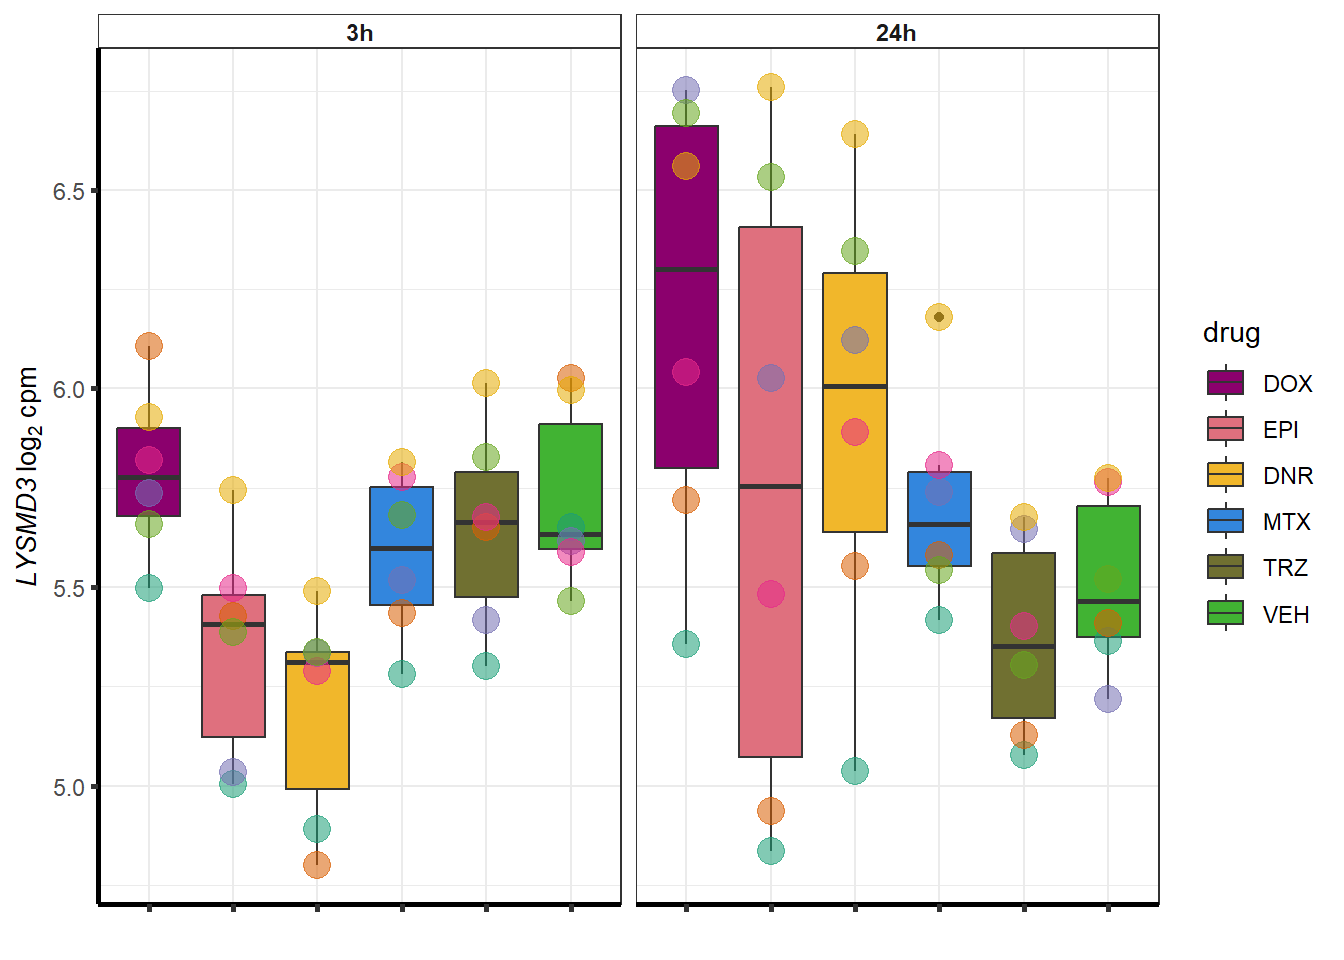 3h
24h
6.5
6.0
5.5
5.0
LYSMD3 log₂ cpm
drug
DOX
EPI
DNR
MTX
TRZ
VEH